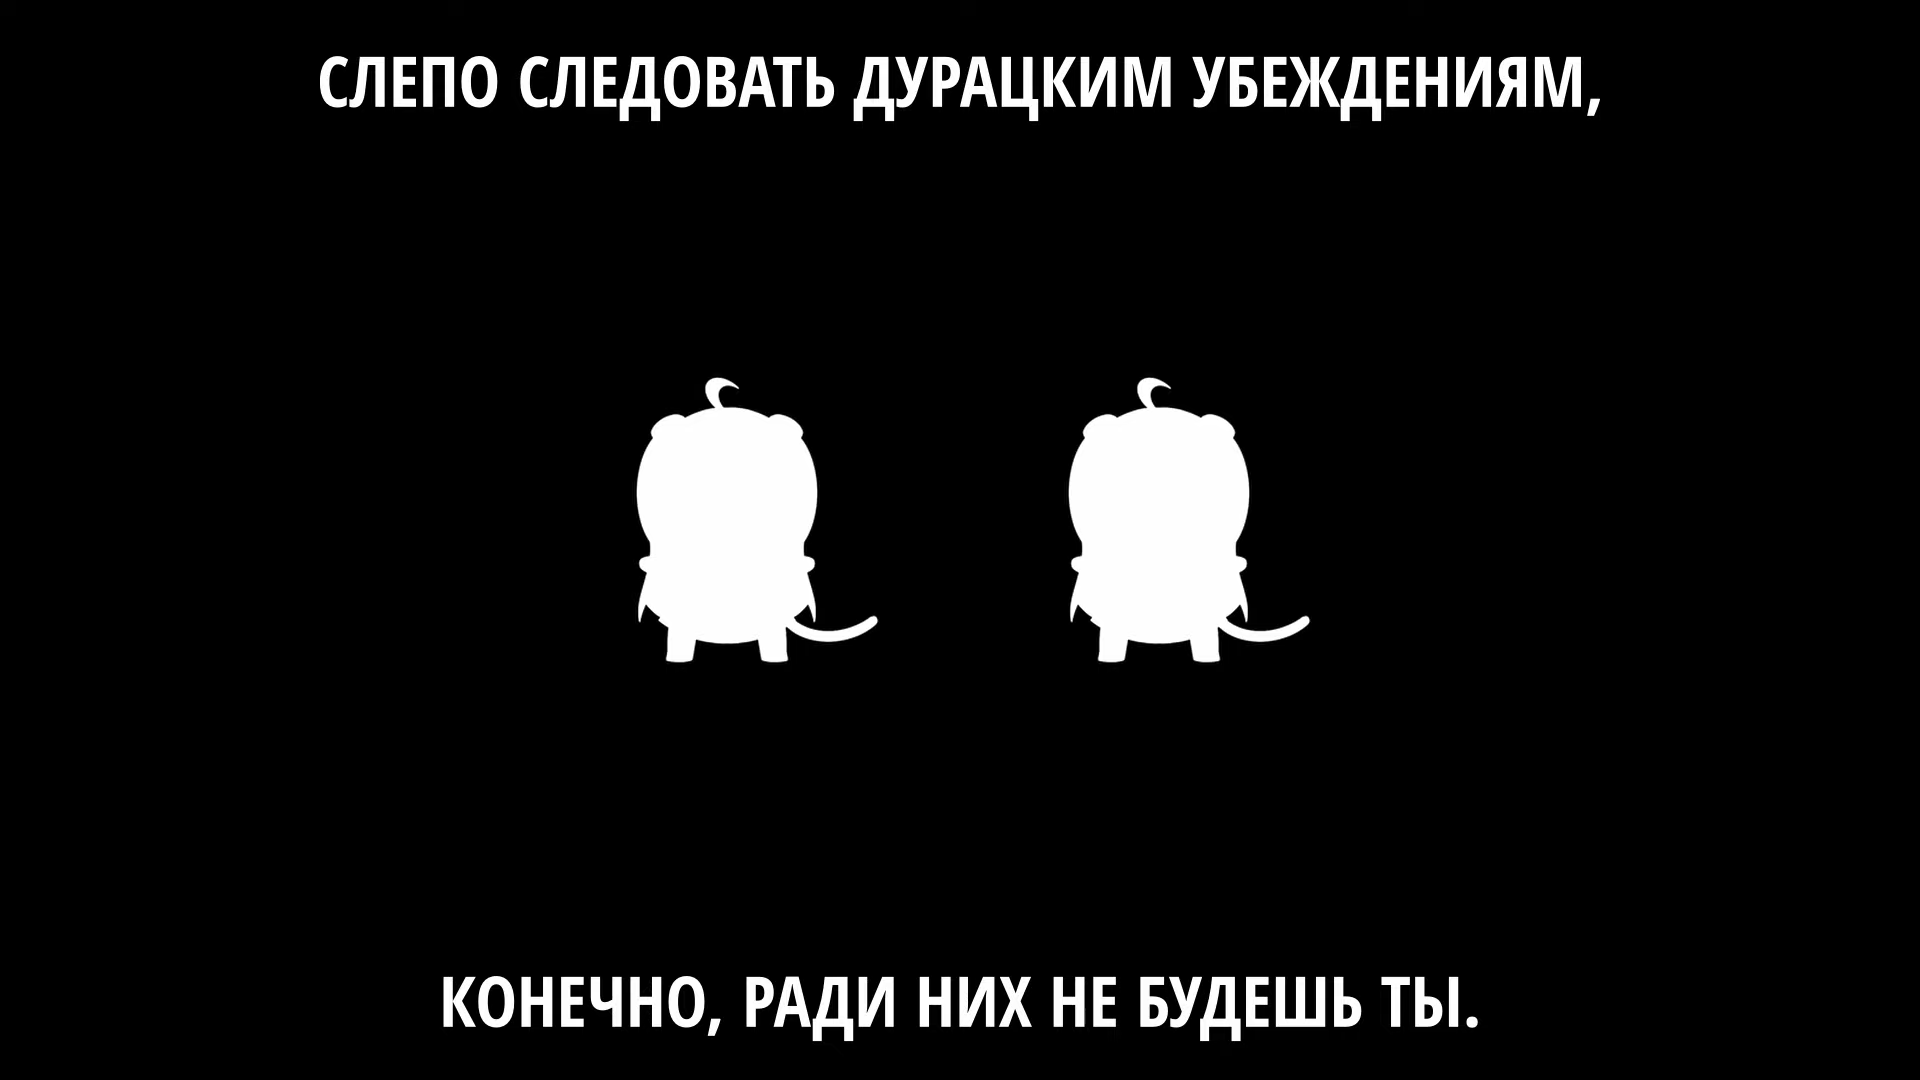 СЛЕПО СЛЕДОВАТЬ ДУРАЦКИМ УБЕЖДЕНИЯМ,
КОНЕЧНО, РАДИ НИХ НЕ БУДЕШЬ ТЫ.